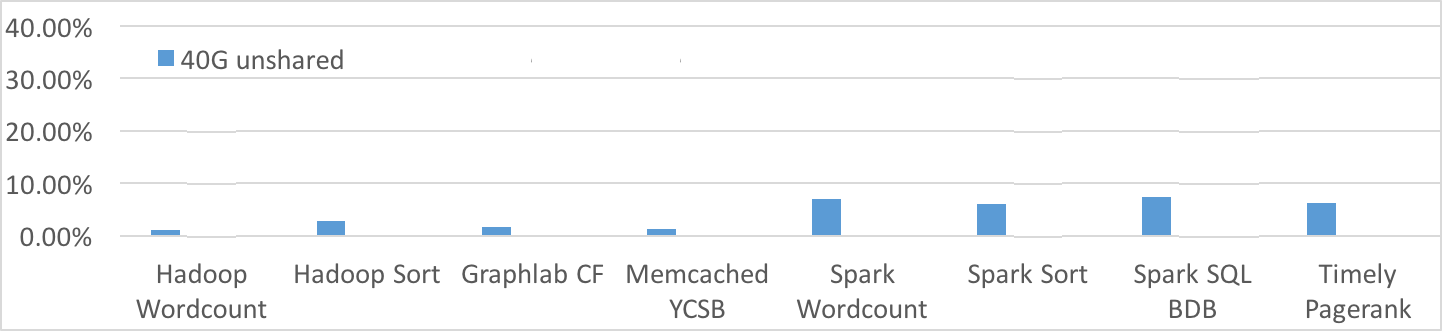 40.00%
40G unshared
30.00%
20.00%
10.00%
0.00%
Hadoop Hadoop Sort Graphlab CF Memcached Spark Spark Sort Spark SQL Timely
Wordcount YCSB Wordcount BDB Pagerank